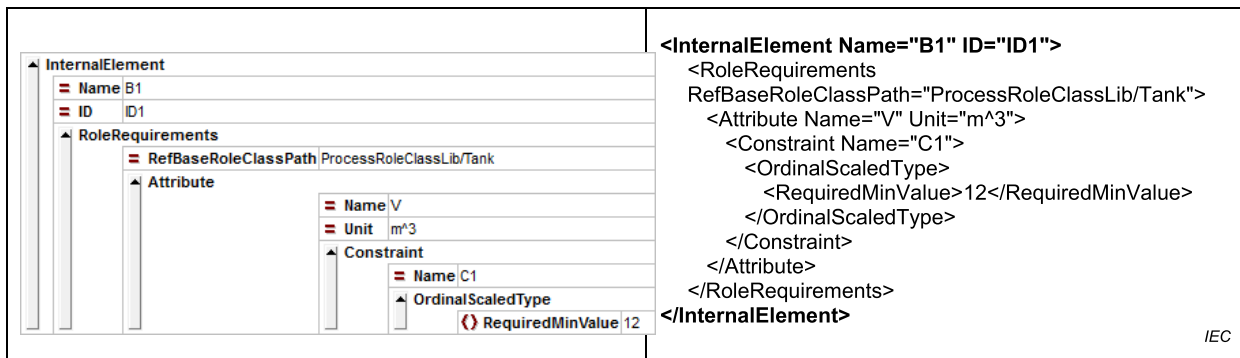 InternalElement
= Name B1
= ID ID1
RoleRequirements
= RefBaseRoleClassPath ProcessRoleClassLib/Tank
Attribute
= Name V
= Unit m^3
Constraint
= Name C1
OrdinalScaledType
() RequiredMinValue 12
<InternalElement Name="B1" ID="ID1">
<RoleRequirements
RefBaseRoleClassPath="ProcessRoleClassLib/Tank">
<Attribute Name="V" Unit="m^3">
<Constraint Name="C1">
<OrdinalScaledType>
<RequiredMinValue>12</RequiredMinValue>
</OrdinalScaledType>
</Constraint>
</Attribute>
</RoleRequirements>
</InternalElement>
IEC